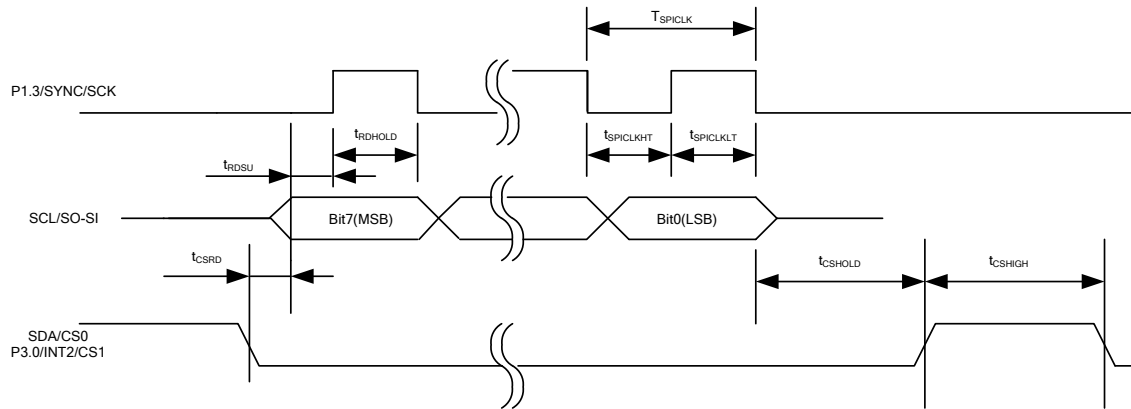 TSPICLK
P1.3/SYNC/SCK
tRDHOLD
tSPICLKHT
tSPICLKLT
tRDSU
SCL/SO-SI
Bit7(MSB)
Bit0(LSB)
tCSRD
tCSHOLD
tCSHIGH
SDA/CS0
P3.0/INT2/CS1